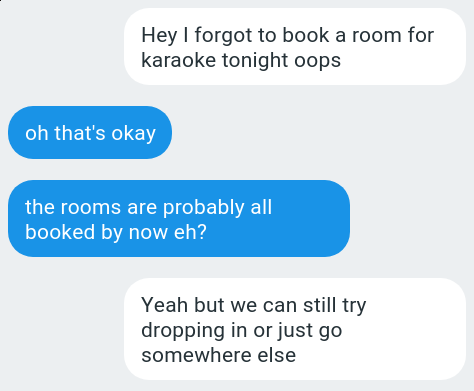 Hey I forgot to book a room for
karaoke tonight oops
oh that's okay
the rooms are probably all
booked by now eh?
Yeah but we can still try
dropping in or just go
somewhere else